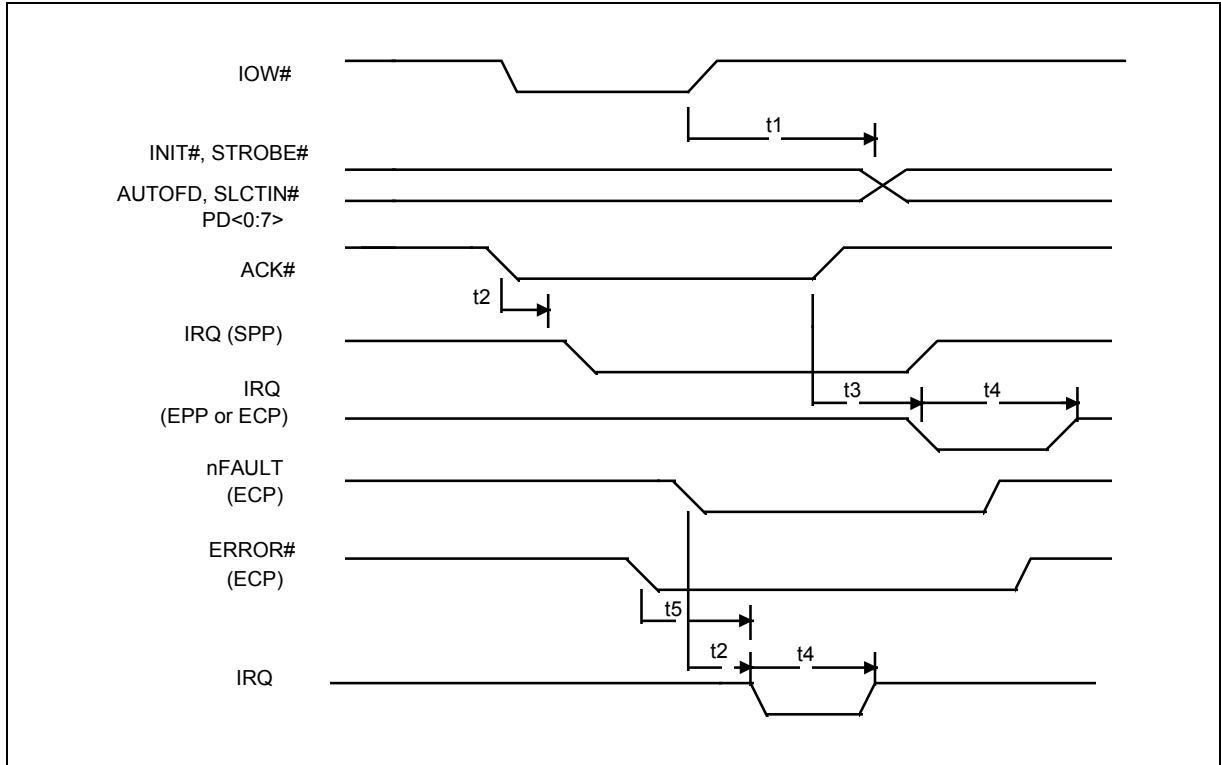 IOW#
t1
INIT#, STROBE#
AUTOFD, SLCTIN#
PD<0:7>
ACK#
t2
IRQ (SPP)
IRQ
(EPP or ECP)
t3
t4
nFAULT
(ECP)
ERROR#
(ECP)
t5
t2
t4
IRQ